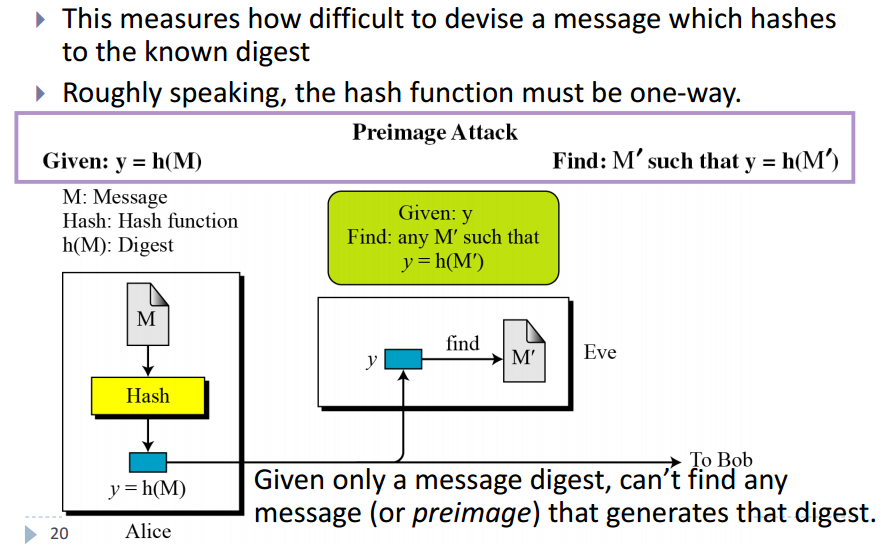 This measures how difficult to devise a message which hashes
to the known digest
Roughly speaking, the hash function must be one-way.
Preimage Attack
Given: y = h(M)
Find: M′ such that y = h(M′)
M: Message
Hash: Hash function
h(M): Digest
Given: y
Find: any M′ such that
y = h(M′)
M
Hash
y = h(M)
Alice
y
find
M′
Eve
To Bob
Given only a message digest, can’t find any
message (or preimage) that generates that digest.
20